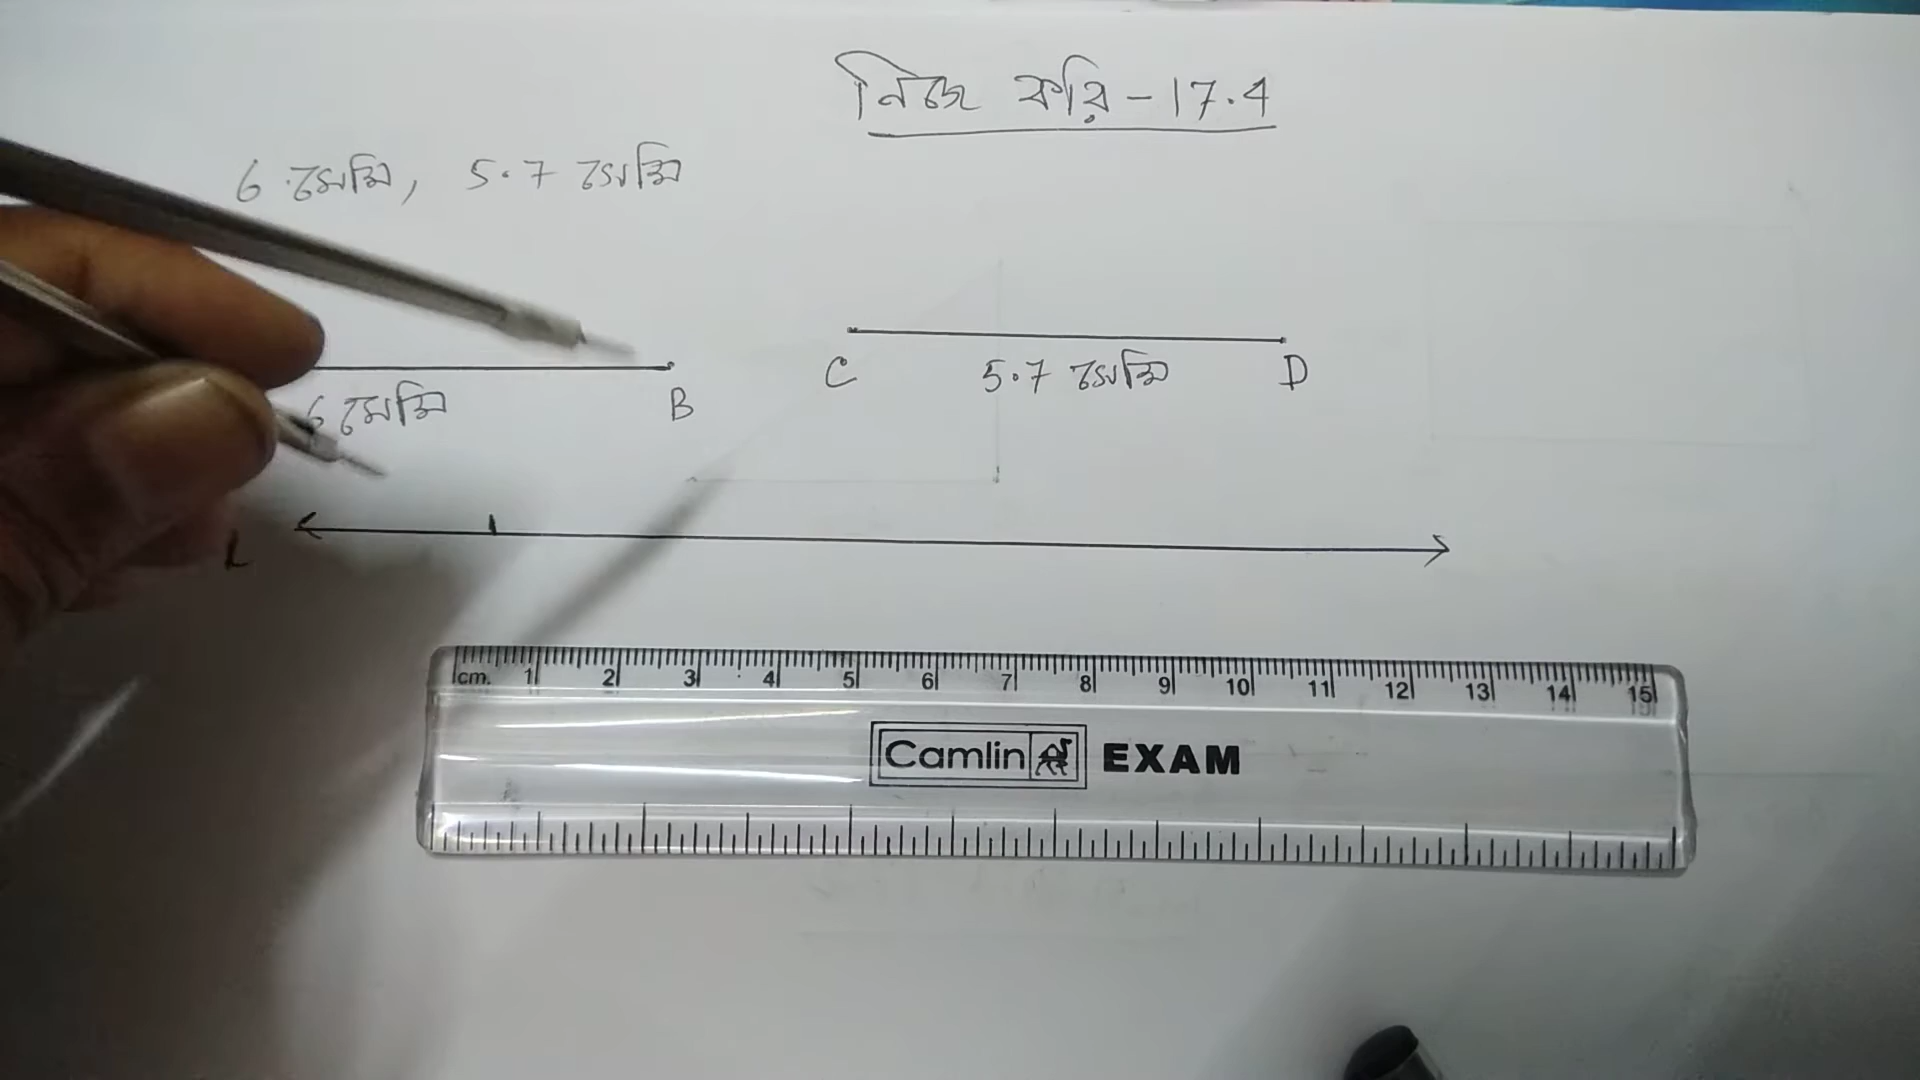 নিজে করি - 17.4
6 সেমি, 5.7 সেমি
6 সেমি
B
C
5.7 সেমি
D
L
cm. 1 2 3 4 5 6 7 8 9 10 11 12 13 14 15
Camlin EXAM